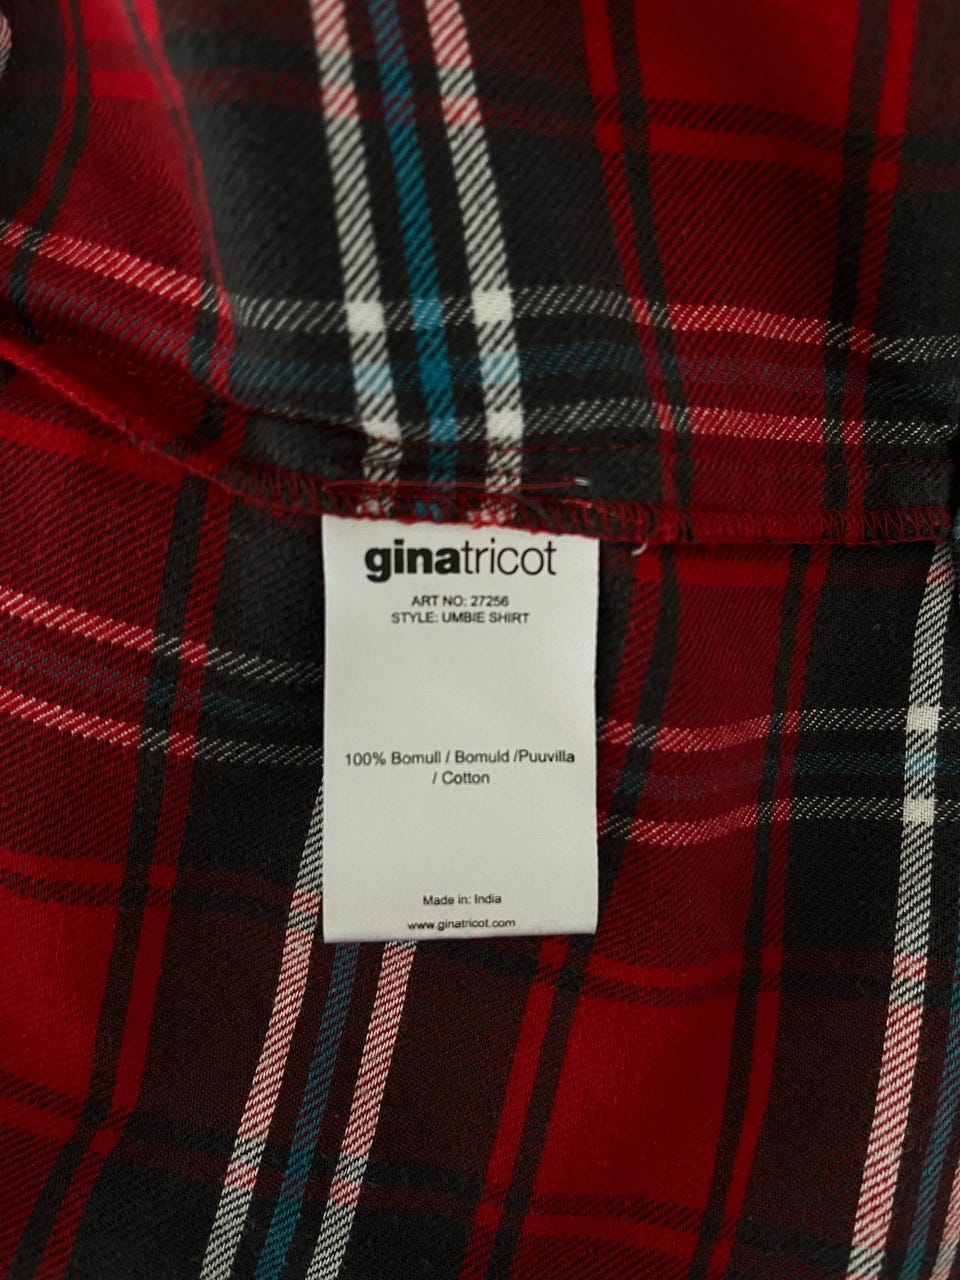 ginatricot
ART NO: 27256
STYLE: UMBIE SHIRT
100% Bomull / Bomuld /Puuvilla
/ Cotton
Made in: India
www.ginatricot.com